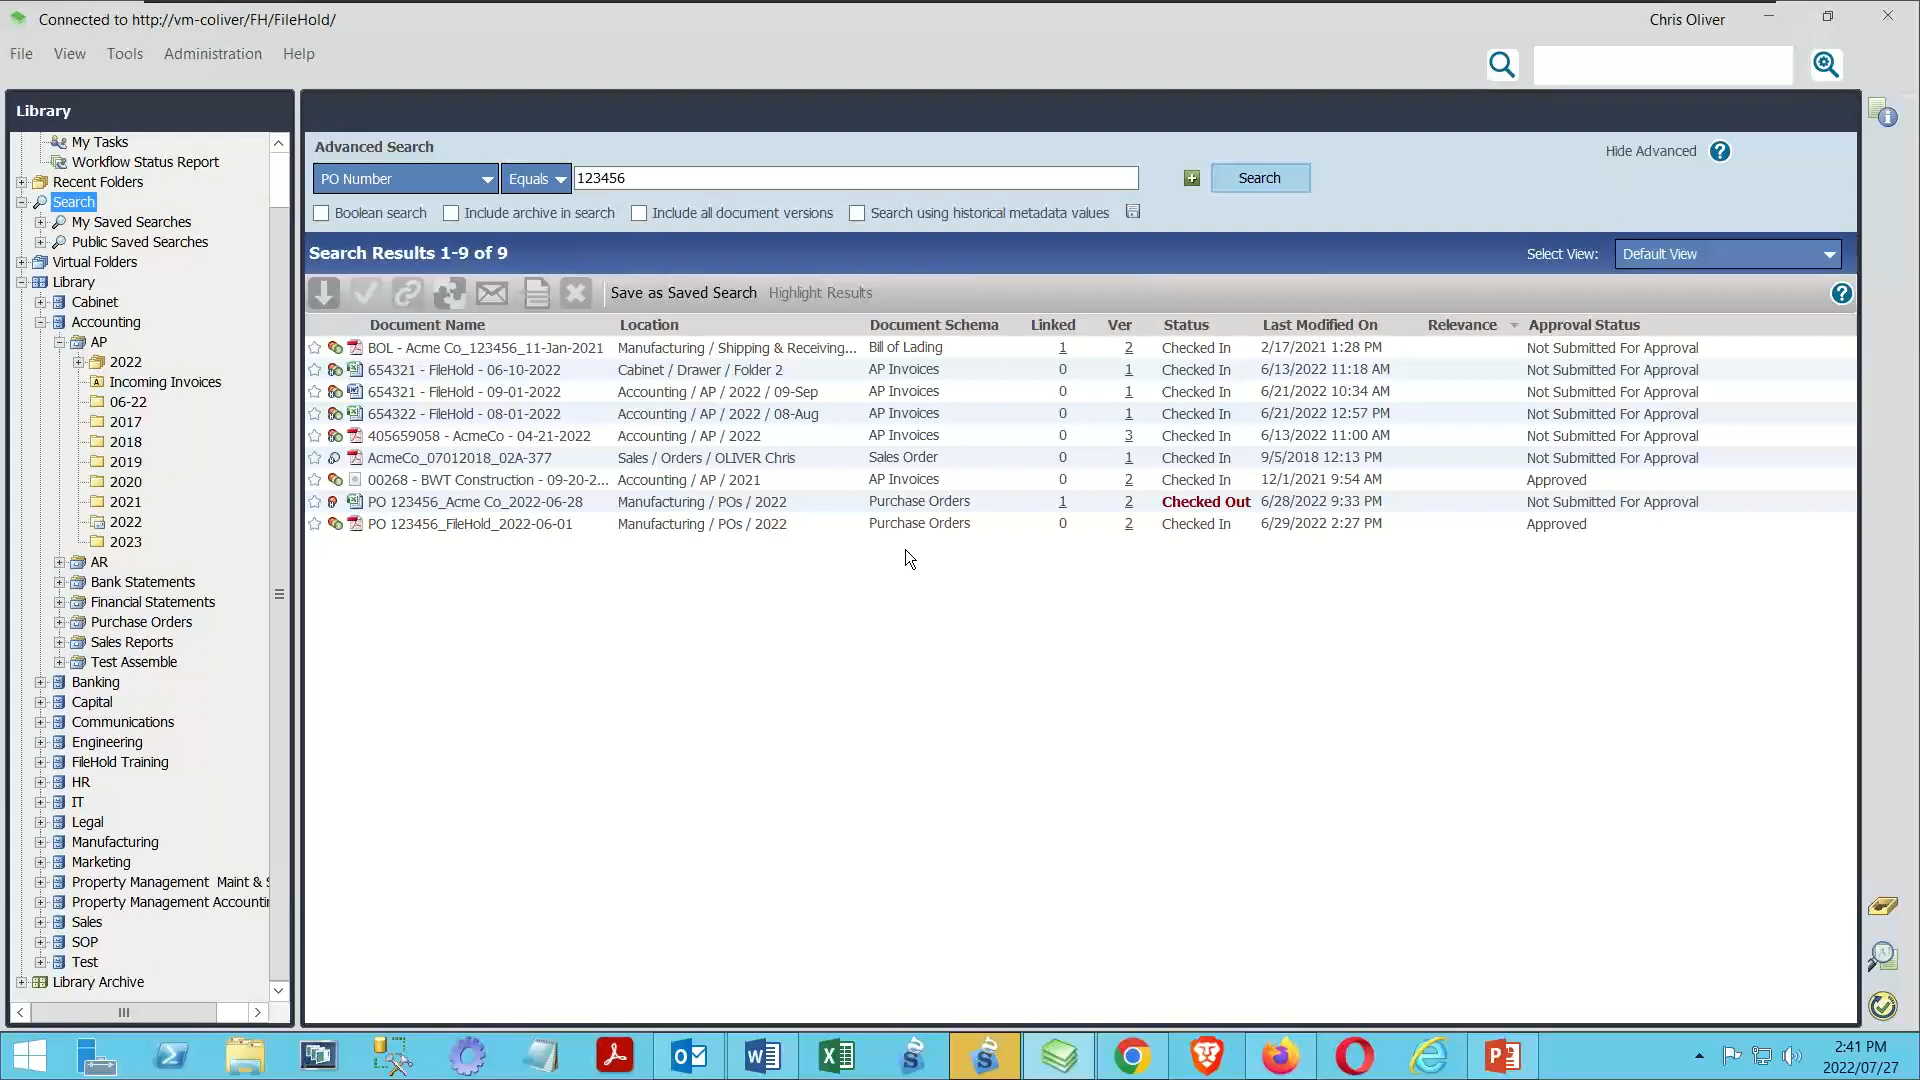 Connected to http://vm-coliver/FH/FileHold/
Chris Oliver
File View Tools Administration Help
Library
My Tasks
Workflow Status Report
Recent Folders
Search
My Saved Searches
Public Saved Searches
Virtual Folders
Library
Cabinet
Accounting
AP
2022
Incoming Invoices
06-22
2017
2018
2019
2020
2021
2022
2023
AR
Bank Statements
Financial Statements
Purchase Orders
Sales Reports
Test Assemble
Banking
Capital
Communications
Engineering
FileHold Training
HR
IT
Legal
Manufacturing
Marketing
Property Management Maint &
Property Management Accounti
Sales
SOP
Test
Library Archive
Advanced Search
Hide Advanced
PO Number Equals 123456 Search
Boolean search Include archive in search Include all document versions Search using historical metadata values
Search Results 1-9 of 9
Select View: Default View
Save as Saved Search Highlight Results
Document Name Location Document Schema Linked Ver Status Last Modified On Relevance Approval Status
BOL - Acme Co_123456_11-Jan-2021 Manufacturing / Shipping & Receiving... Bill of Lading 1 2 Checked In 2/17/2021 1:28 PM Not Submitted For Approval
654321 - FileHold - 06-10-2022 Cabinet / Drawer / Folder 2 AP Invoices 0 1 Checked In 6/13/2022 11:18 AM Not Submitted For Approval
654321 - FileHold - 09-01-2022 Accounting / AP / 2022 / 09-Sep AP Invoices 0 1 Checked In 6/21/2022 10:34 AM Not Submitted For Approval
654322 - FileHold - 08-01-2022 Accounting / AP / 2022 / 08-Aug AP Invoices 0 1 Checked In 6/21/2022 12:57 PM Not Submitted For Approval
405659058 - AcmeCo - 04-21-2022 Accounting / AP / 2022 AP Invoices 0 3 Checked In 6/13/2022 11:00 AM Not Submitted For Approval
AcmeCo_07012018_02A-377 Sales / Orders / OLIVER Chris Sales Order 0 1 Checked In 9/5/2018 12:13 PM Not Submitted For Approval
00268 - BWT Construction - 09-20-2... Accounting / AP / 2021 AP Invoices 0 2 Checked In 12/1/2021 9:54 AM Approved
PO 123456_Acme Co_2022-06-28 Manufacturing / POs / 2022 Purchase Orders 1 2 Checked Out 6/28/2022 9:33 PM Not Submitted For Approval
PO 123456_FileHold_2022-06-01 Manufacturing / POs / 2022 Purchase Orders 0 2 Checked In 6/29/2022 2:27 PM Approved
2:41 PM
2022/07/27